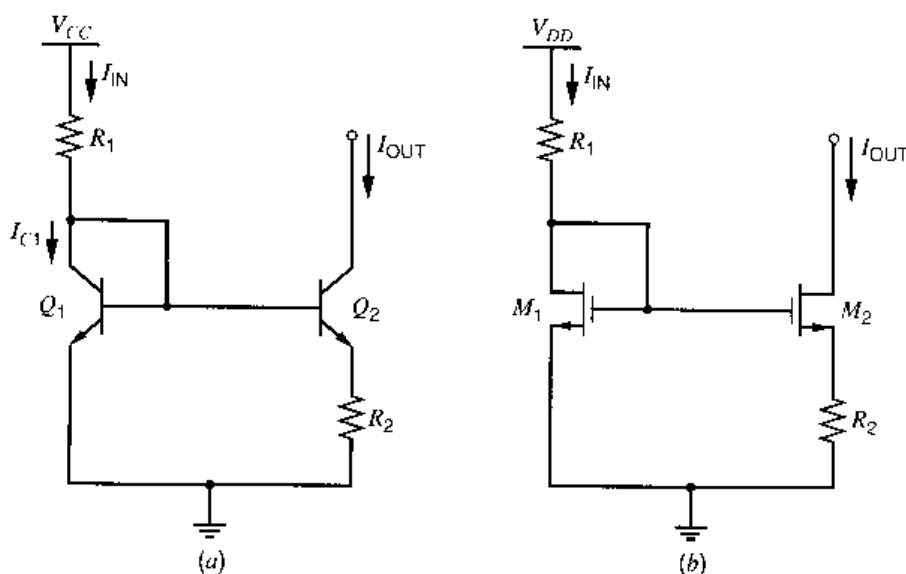 V_CC
I_IN
R_1
I_OUT
I_C1
Q_1
Q_2
R_2
(a)
V_DD
I_IN
R_1
I_OUT
M_1
M_2
R_2
(b)